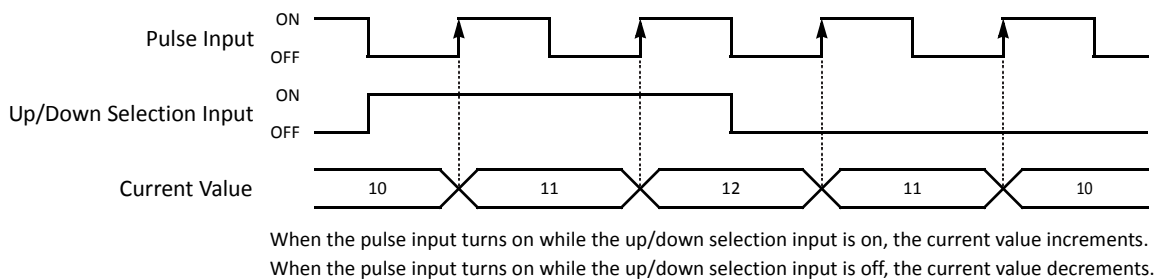 Pulse Input
ON
OFF
Up/Down Selection Input
ON
OFF
Current Value
10 11 12 11 10
When the pulse input turns on while the up/down selection input is on, the current value increments.
When the pulse input turns on while the up/down selection input is off, the current value decrements.